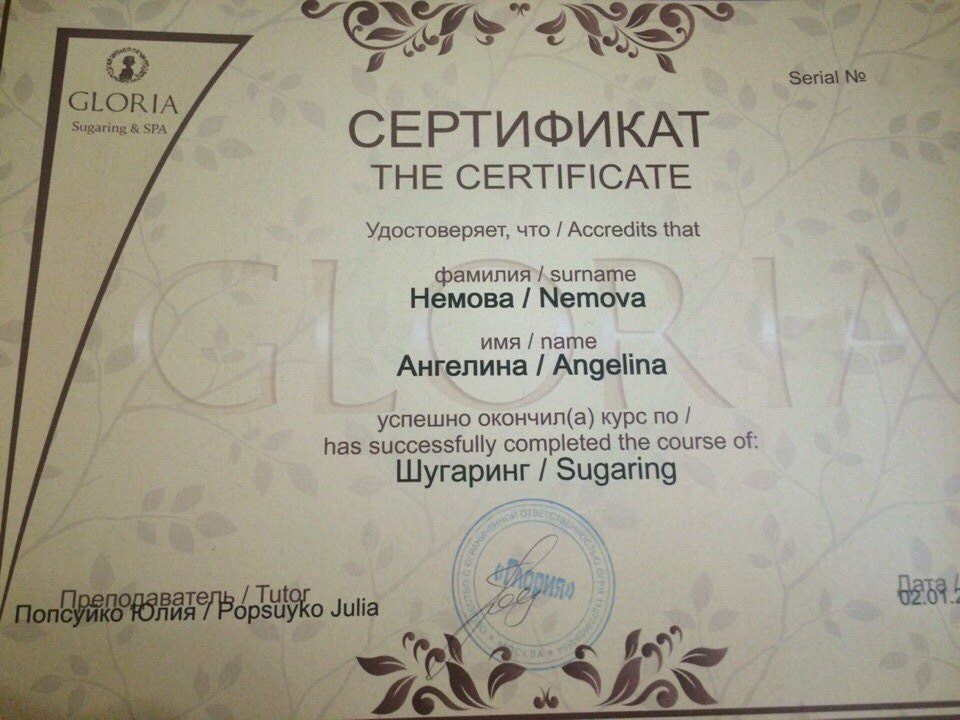 GLORIA
Sugaring & SPA
Serial №
СЕРТИФИКАТ
THE CERTIFICATE
Удостоверяет, что / Accredits that
фамилия / surname
Немова / Nemova
имя / name
Ангелина / Angelina
успешно окончил(а) курс по /
has successfully completed the course of:
Шугаринг / Sugaring
GLORIA
«Глория»
МОСКВА
Преподаватель / Tutor
Попсуйко Юлия / Popsuyko Julia
Дата /
02.01.2